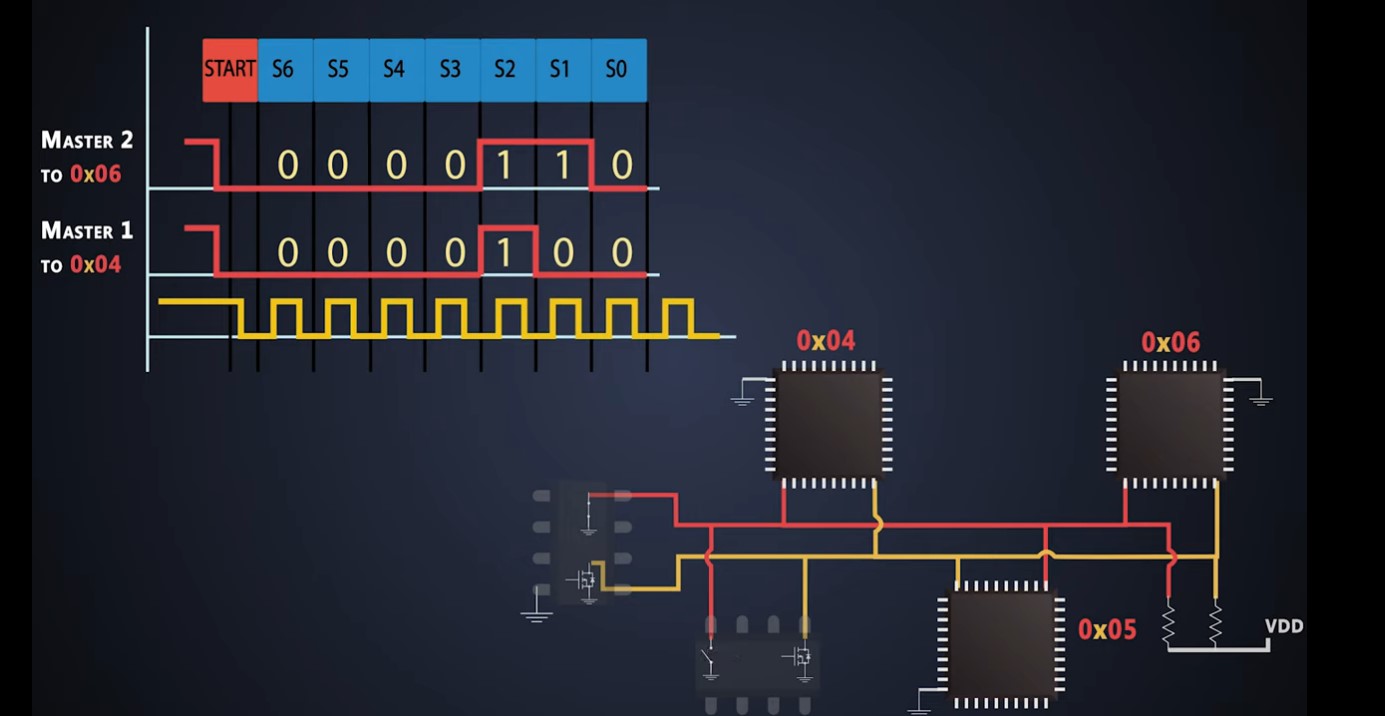 START S6 S5 S4 S3 S2 S1 S0
MASTER 2
TO 0x06
0 0 0 0 1 1 0
MASTER 1
TO 0x04
0 0 0 0 1 0 0
0x04
0x06
0x05
VDD